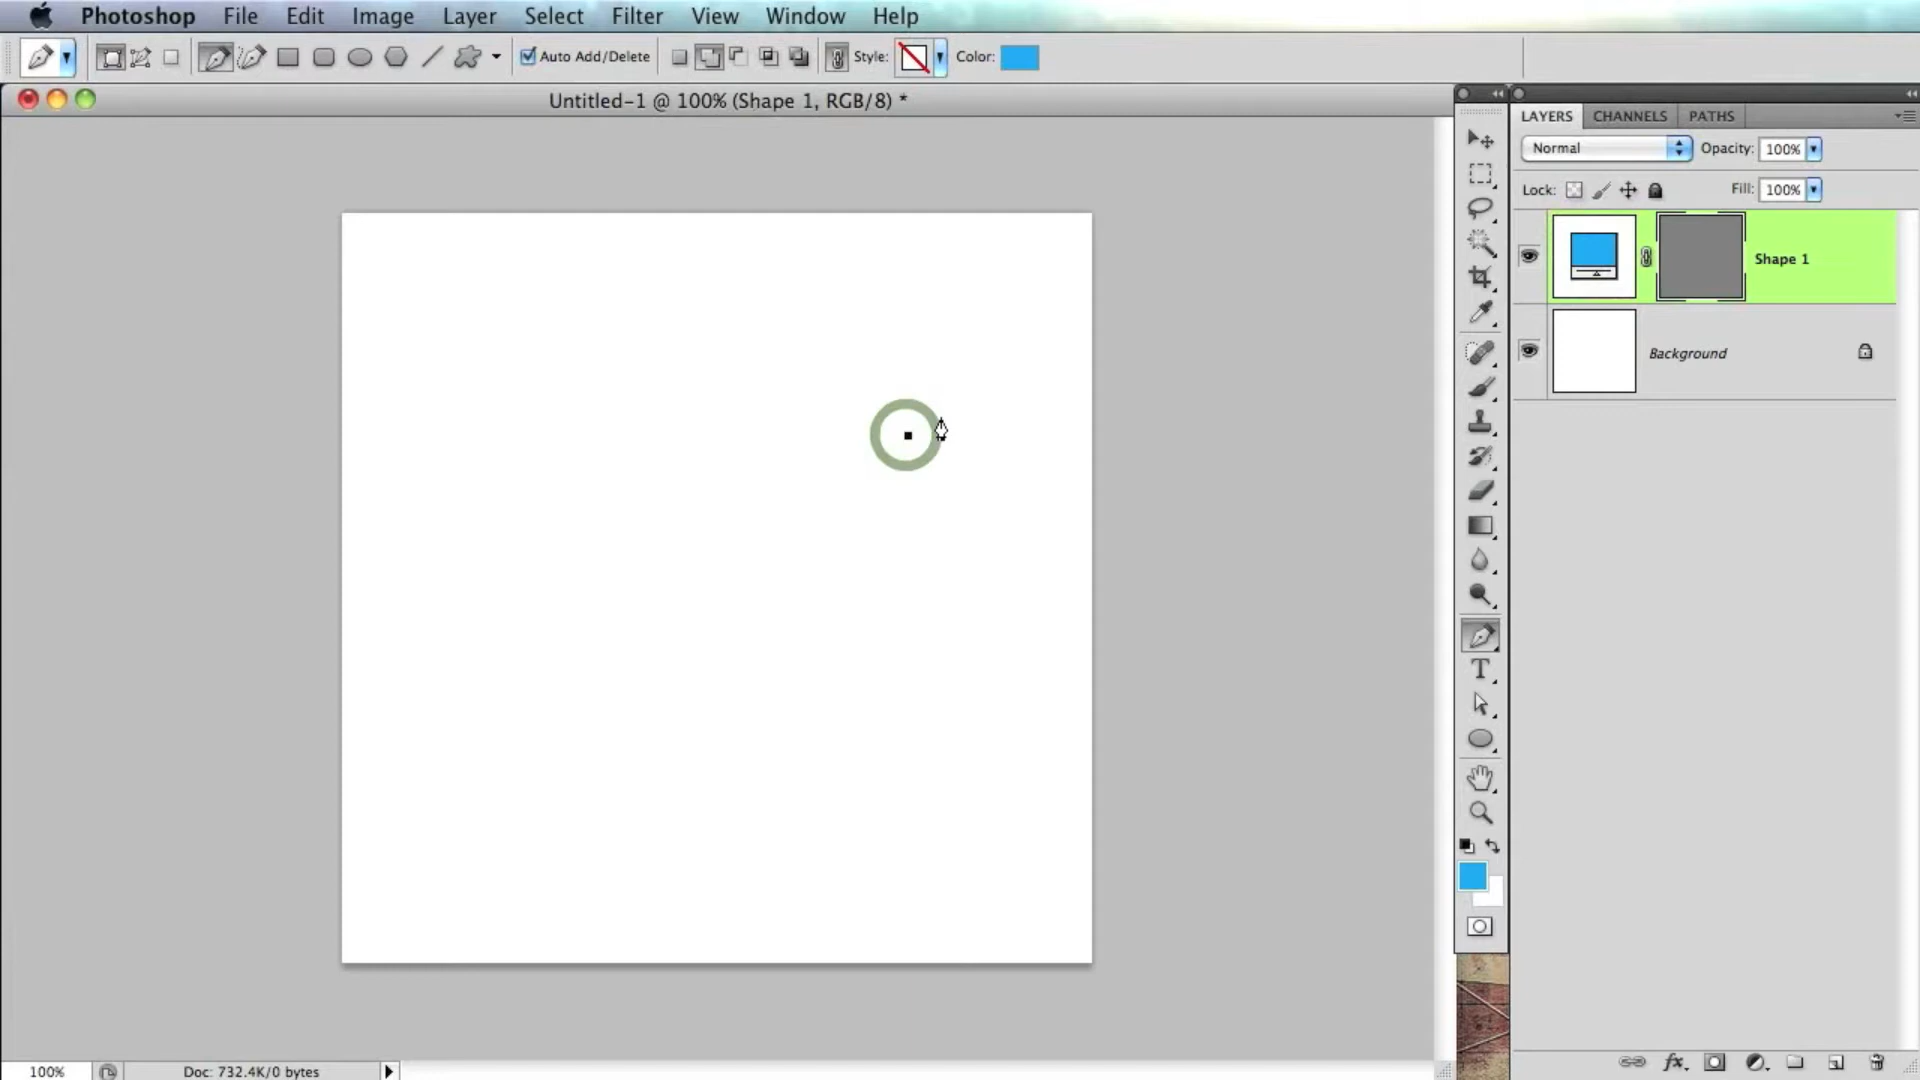 Photoshop File Edit Image Layer Select Filter View Window Help
Auto Add/Delete Style: Color:
Untitled-1 @ 100% (Shape 1, RGB/8) *
LAYERS CHANNELS PATHS
Normal Opacity: 100%
Lock: Fill: 100%
Shape 1
Background
T
100% Doc: 732.4K/0 bytes
fx